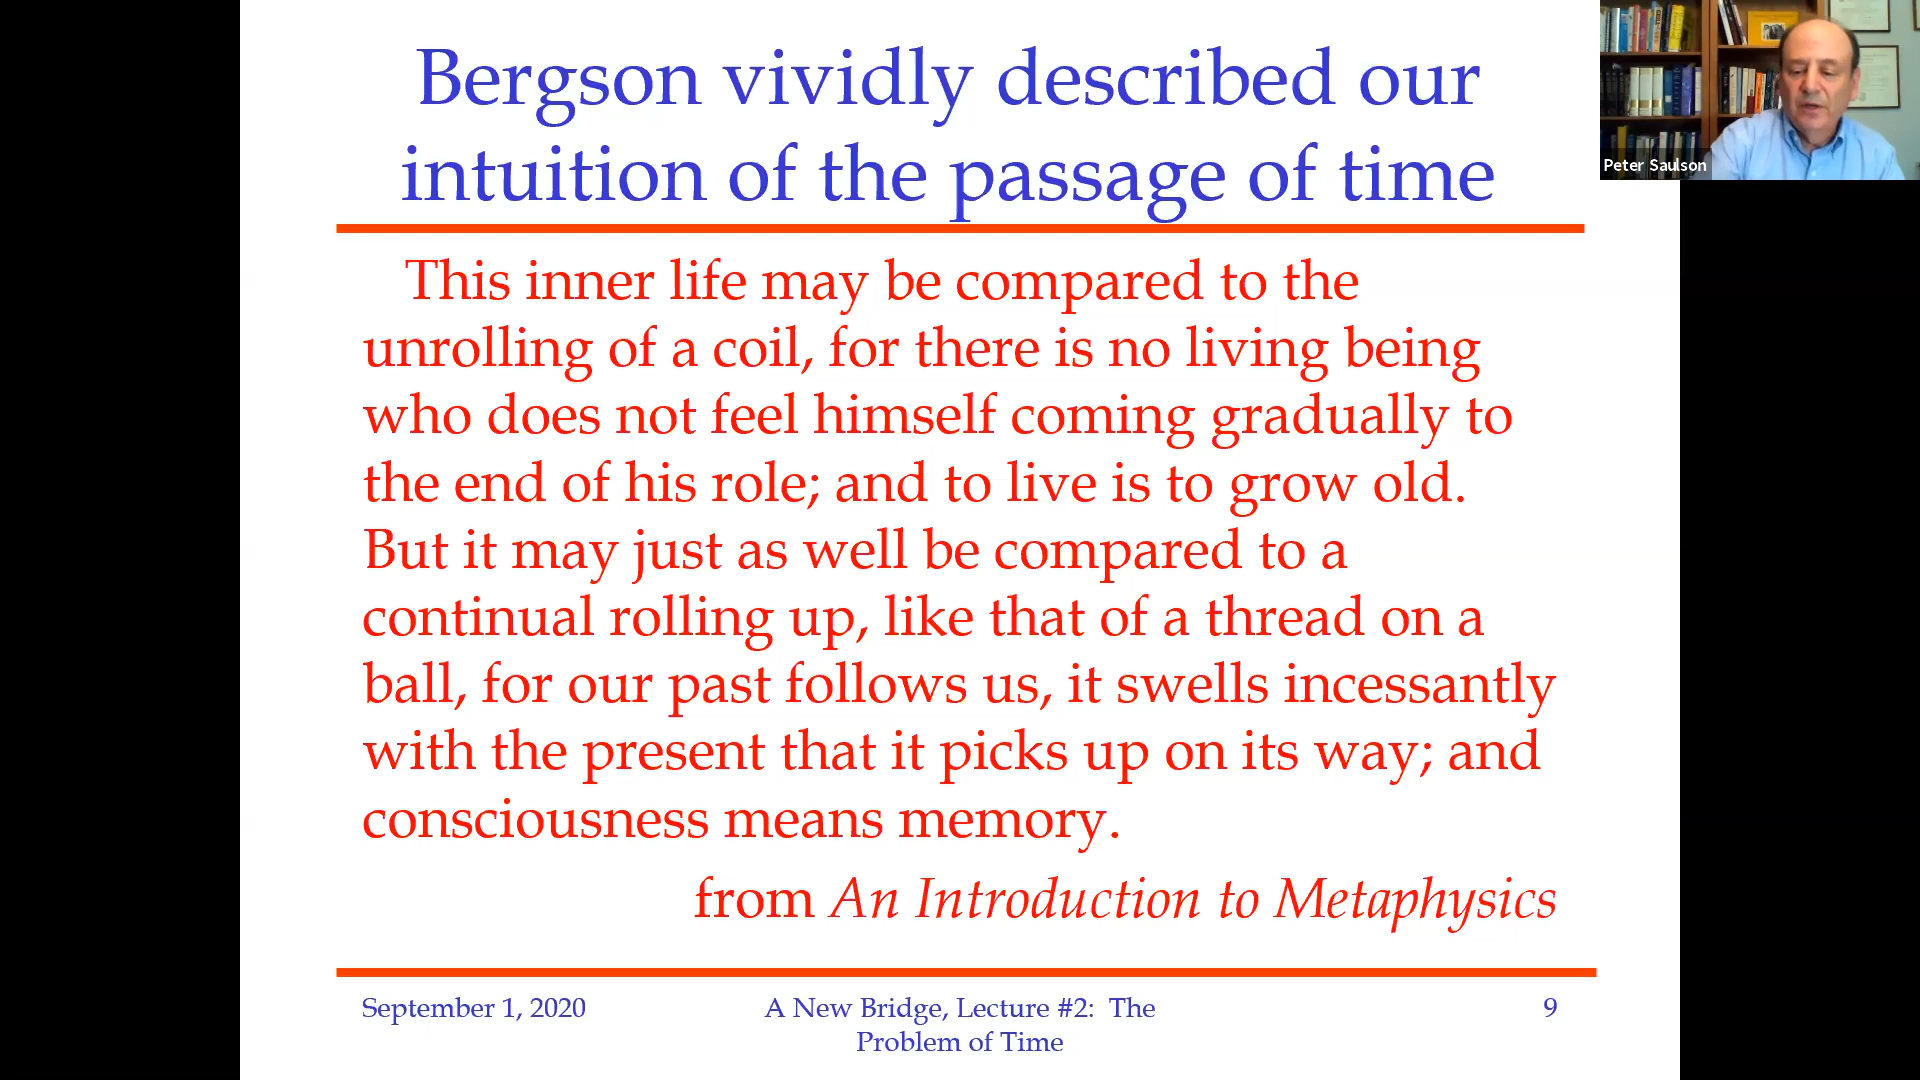 Bergson vividly described our
intuition of the passage of time
Peter Saulson
This inner life may be compared to the
unrolling of a coil, for there is no living being
who does not feel himself coming gradually to
the end of his role; and to live is to grow old.
But it may just as well be compared to a
continual rolling up, like that of a thread on a
ball, for our past follows us, it swells incessantly
with the present that it picks up on its way; and
consciousness means memory.
from An Introduction to Metaphysics
September 1, 2020
A New Bridge, Lecture #2: The
Problem of Time
9